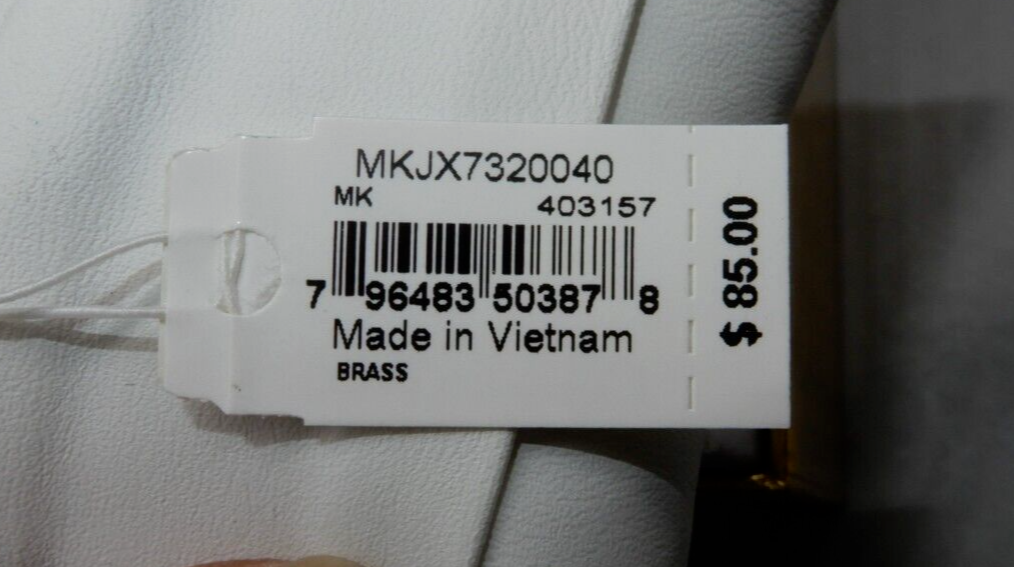 MKJX7320040
MK 403157
7 96483 50387 8
Made in Vietnam
BRASS
$ 85.00